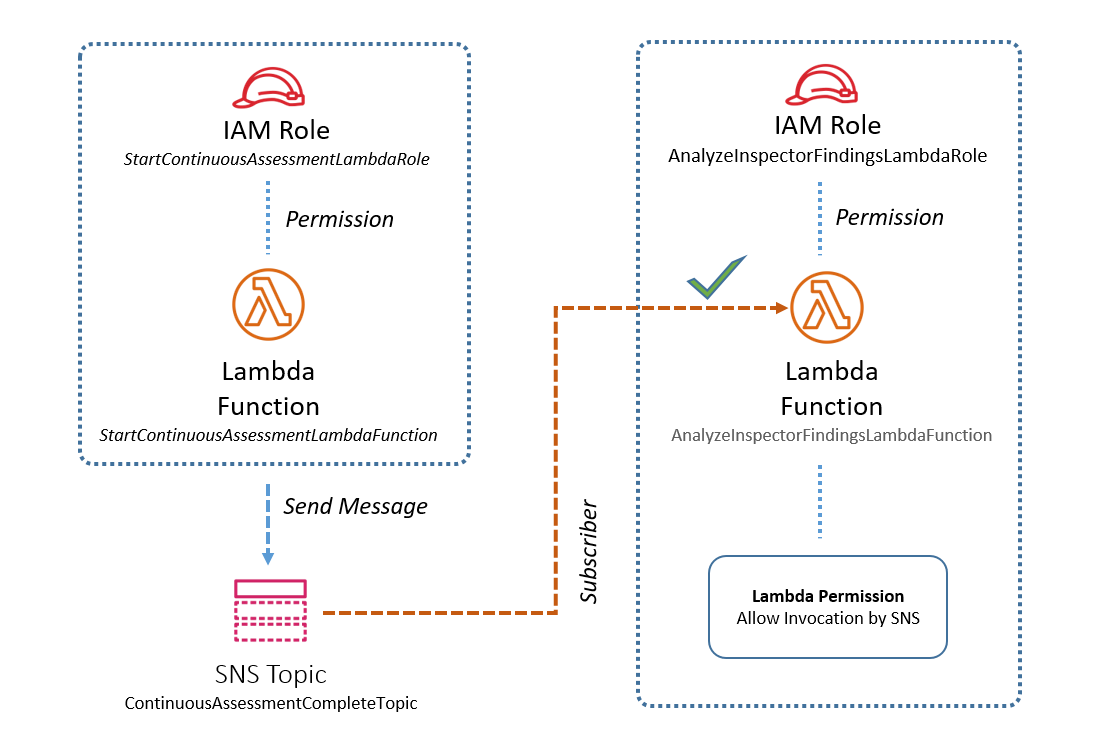 IAM Role
StartContinuousAssessmentLambdaRole
Permission
Lambda
Function
StartContinuousAssessmentLambdaFunction
Send Message
SNS Topic
ContinuousAssessmentCompleteTopic
Subscriber
IAM Role
AnalyzeInspectorFindingsLambdaRole
Permission
Lambda
Function
AnalyzeInspectorFindingsLambdaFunction
Lambda Permission
Allow Invocation by SNS